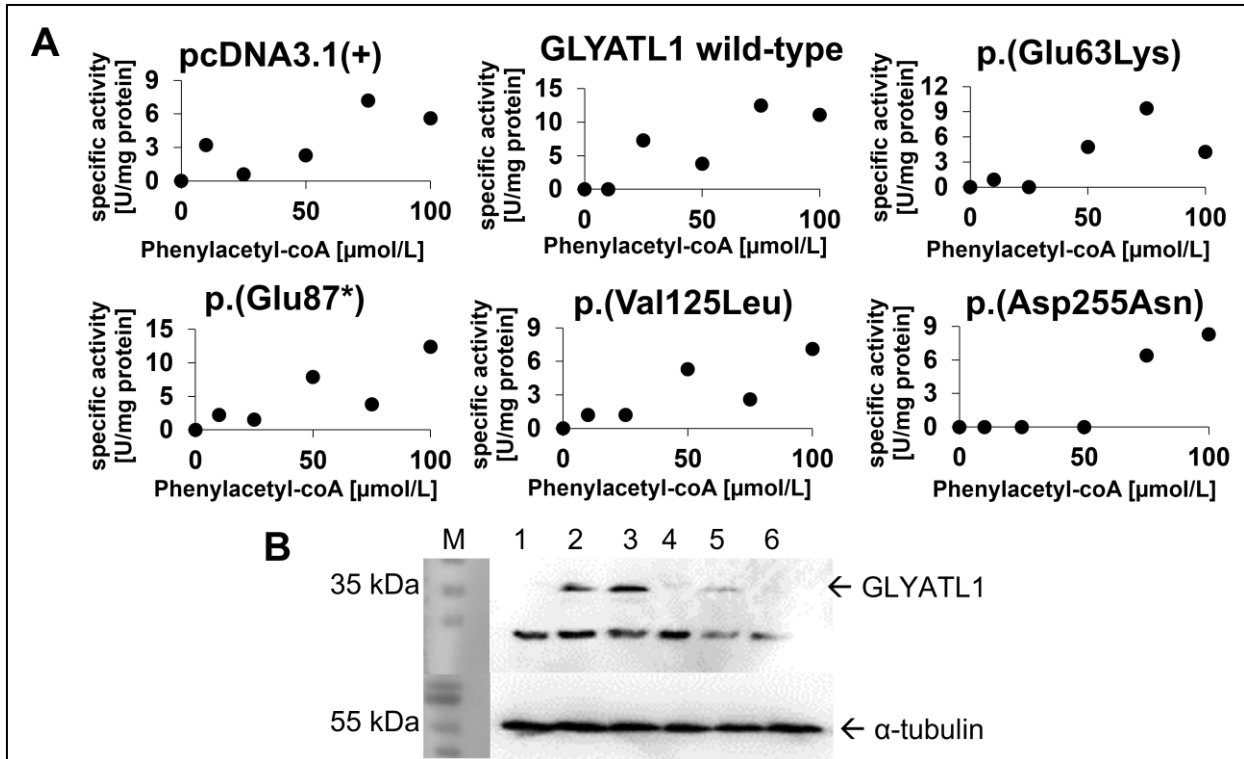 A
pcDNA3.1(+)
specific activity
[U/mg protein]
9
6
3
0
0 50 100
Phenylacetyl-coA [µmol/L]
GLYATL1 wild-type
specific activity
[U/mg protein]
15
10
5
0
0 50 100
Phenylacetyl-coA [µmol/L]
p.(Glu63Lys)
specific activity
[U/mg protein]
12
9
6
3
0
0 50 100
Phenylacetyl-coA [µmol/L]
p.(Glu87*)
specific activity
[U/mg protein]
15
10
5
0
0 50 100
Phenylacetyl-coA [µmol/L]
p.(Val125Leu)
specific activity
[U/mg protein]
9
6
3
0
0 50 100
Phenylacetyl-coA [µmol/L]
p.(Asp255Asn)
specific activity
[U/mg protein]
9
6
3
0
0 50 100
Phenylacetyl-coA [µmol/L]
B
M 1 2 3 4 5 6
35 kDa ← GLYATL1
55 kDa ← α-tubulin